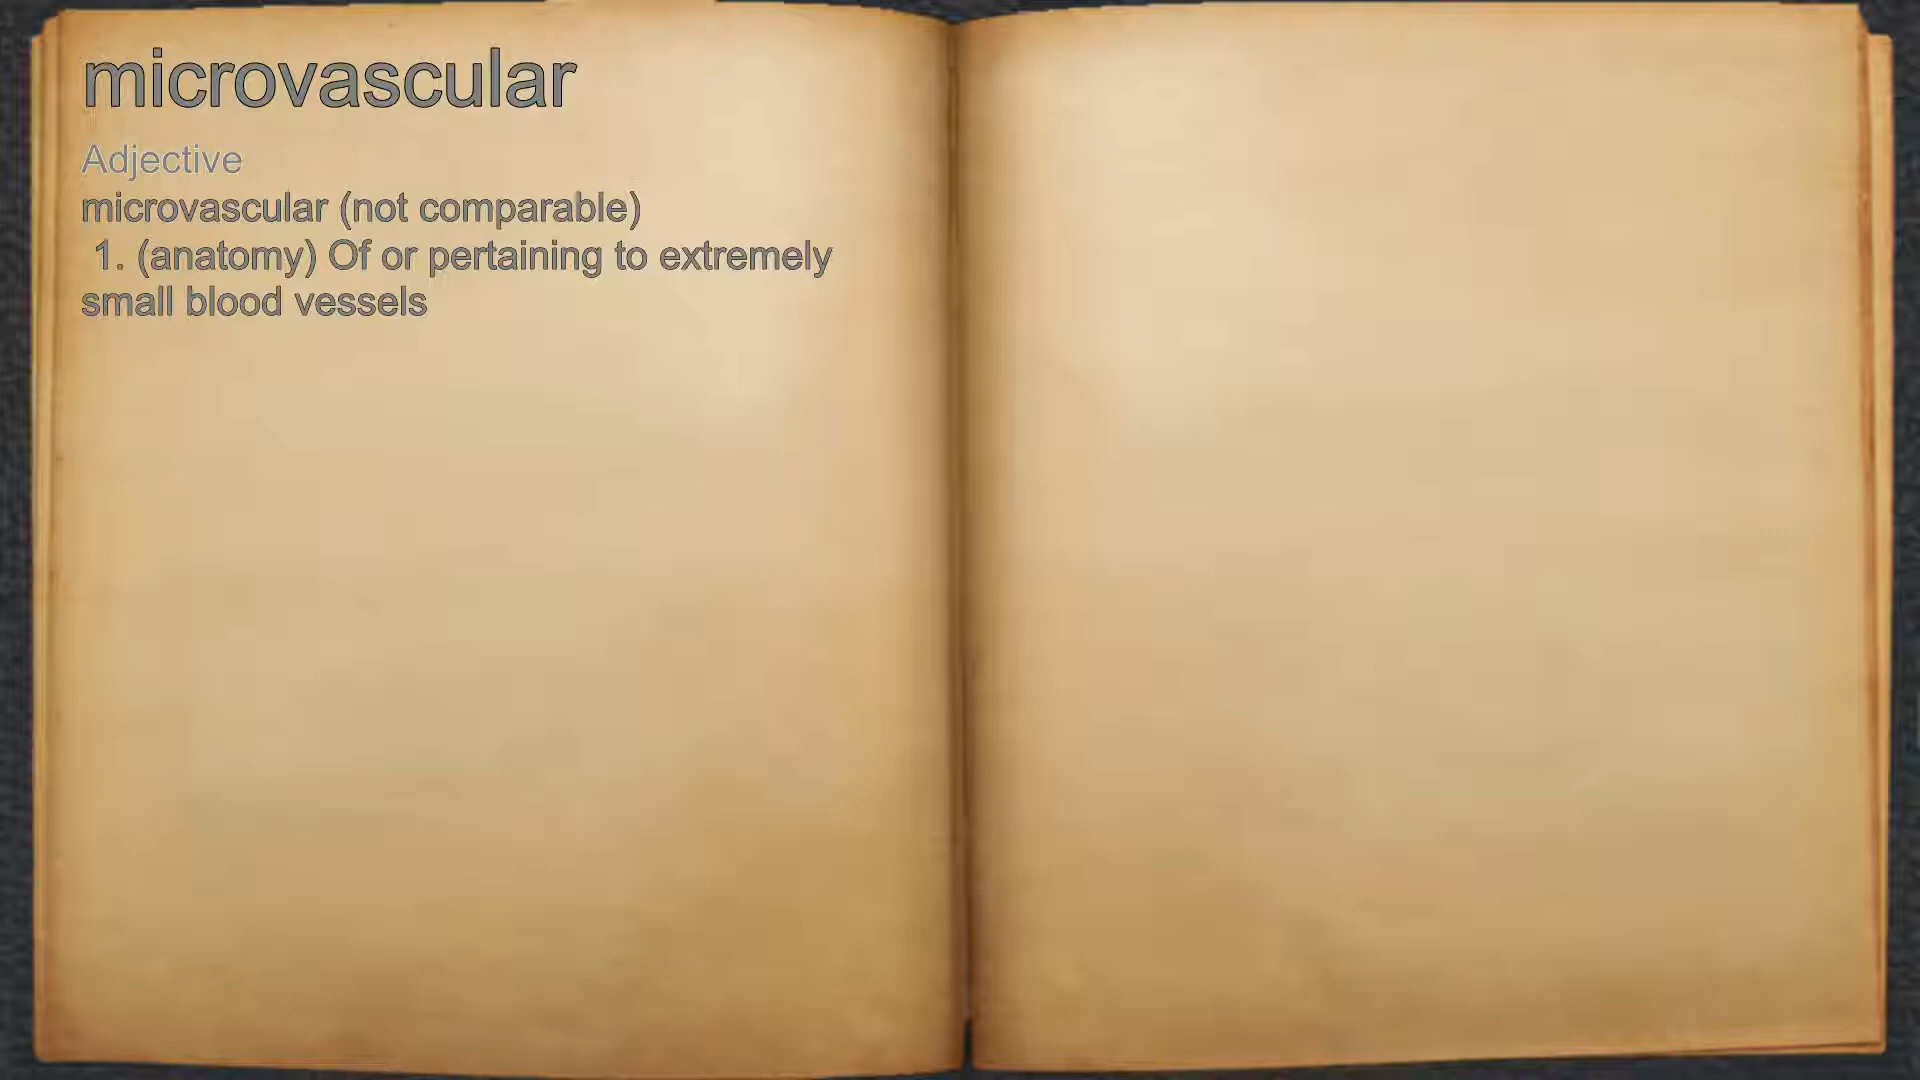 microvascular
Adjective
microvascular (not comparable)
1. (anatomy) Of or pertaining to extremely
small blood vessels